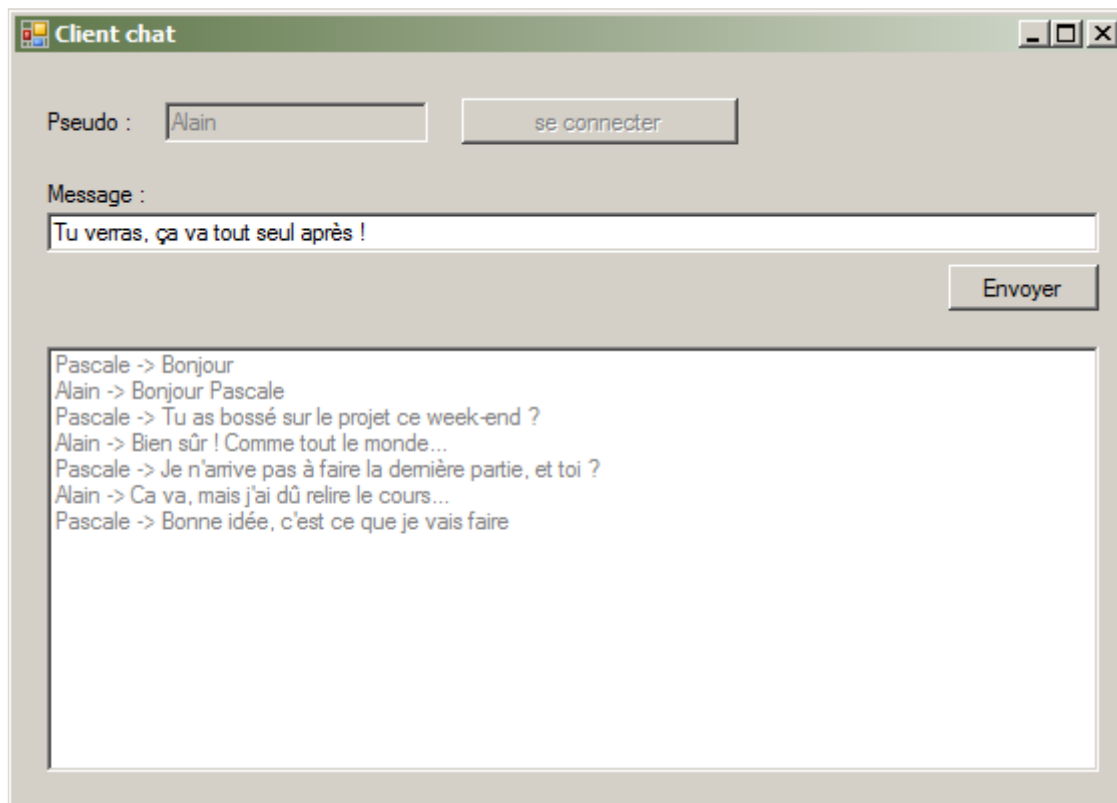 Client chat
Pseudo : Alain se connecter
Message :
Tu verras, ça va tout seul après !
Envoyer
Pascale -> Bonjour
Alain -> Bonjour Pascale
Pascale -> Tu as bossé sur le projet ce week-end ?
Alain -> Bien sûr ! Comme tout le monde...
Pascale -> Je n'arrive pas à faire la dernière partie, et toi ?
Alain -> Ca va, mais j'ai dû relire le cours...
Pascale -> Bonne idée, c'est ce que je vais faire